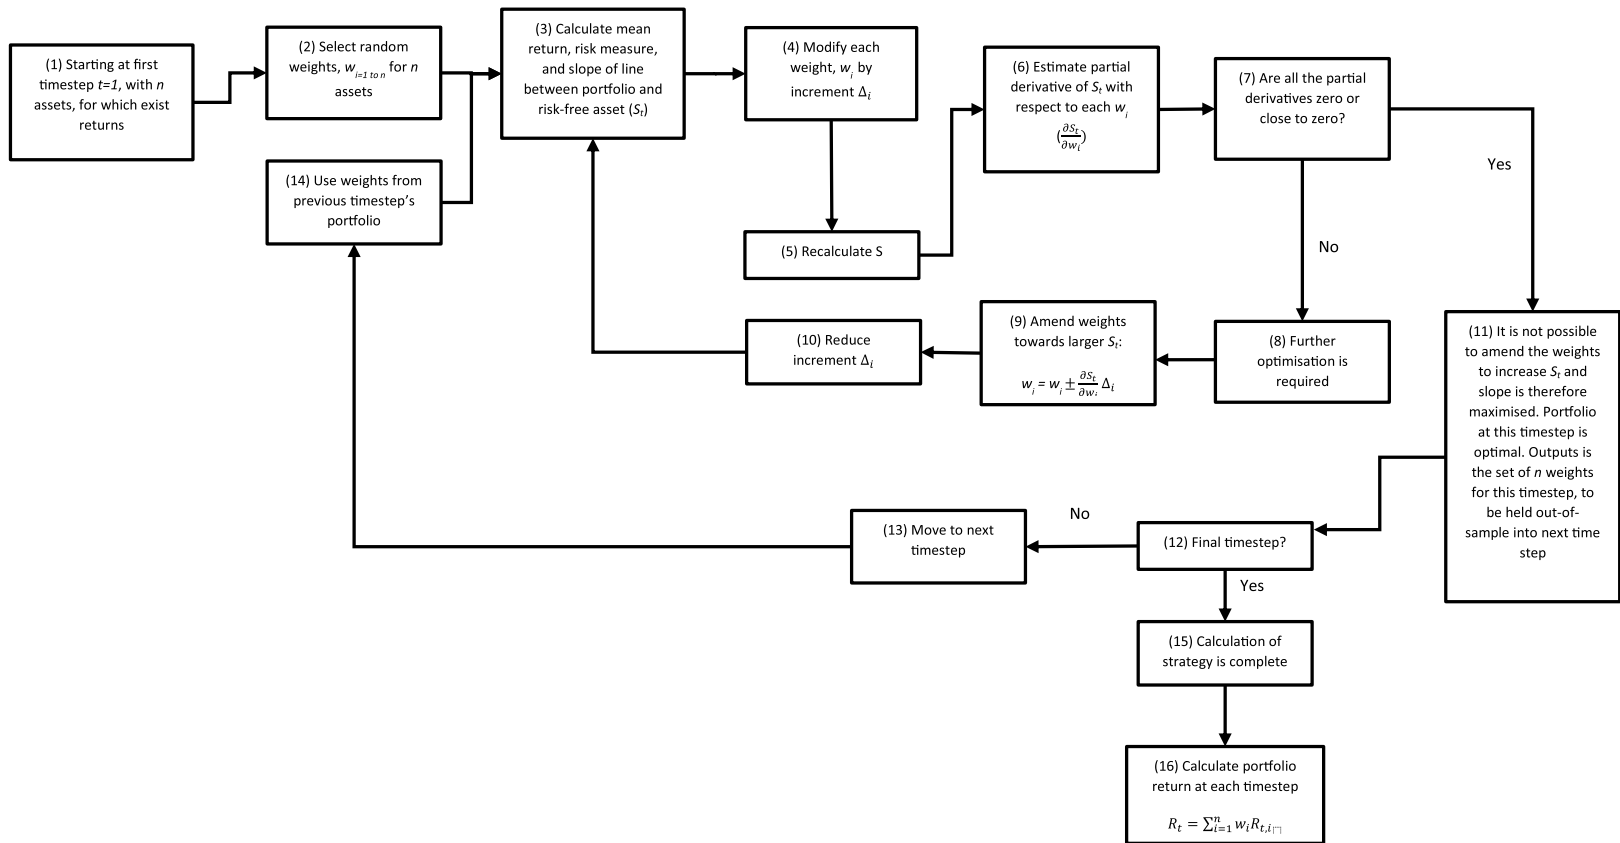 (1) Starting at first
timestep t=1, with n
assets, for which exist
returns
(2) Select random
weights, w_{i=1 to n} for n
assets
(3) Calculate mean
return, risk measure,
and slope of line
between portfolio and
risk-free asset (S_t)
(4) Modify each
weight, w_i by
increment Δ_i
(5) Recalculate S
(6) Estimate partial
derivative of S_t with
respect to each w_i
(∂S_t/∂w_i)
(7) Are all the partial
derivatives zero or
close to zero?
Yes
No
(8) Further
optimisation is
required
(9) Amend weights
towards larger S_t:
w_i = w_i ± ∂S_t/∂w_i Δ_i
(10) Reduce
increment Δ_i
(11) It is not possible
to amend the weights
to increase S_t and
slope is therefore
maximised. Portfolio
at this timestep is
optimal. Outputs is
the set of n weights
for this timestep, to
be held out-of-
sample into next time
step
(12) Final timestep?
No
Yes
(13) Move to next
timestep
(14) Use weights from
previous timestep’s
portfolio
(15) Calculation of
strategy is complete
(16) Calculate portfolio
return at each timestep
R_t = ∑_{i=1}^{n} w_i R_{t,i}